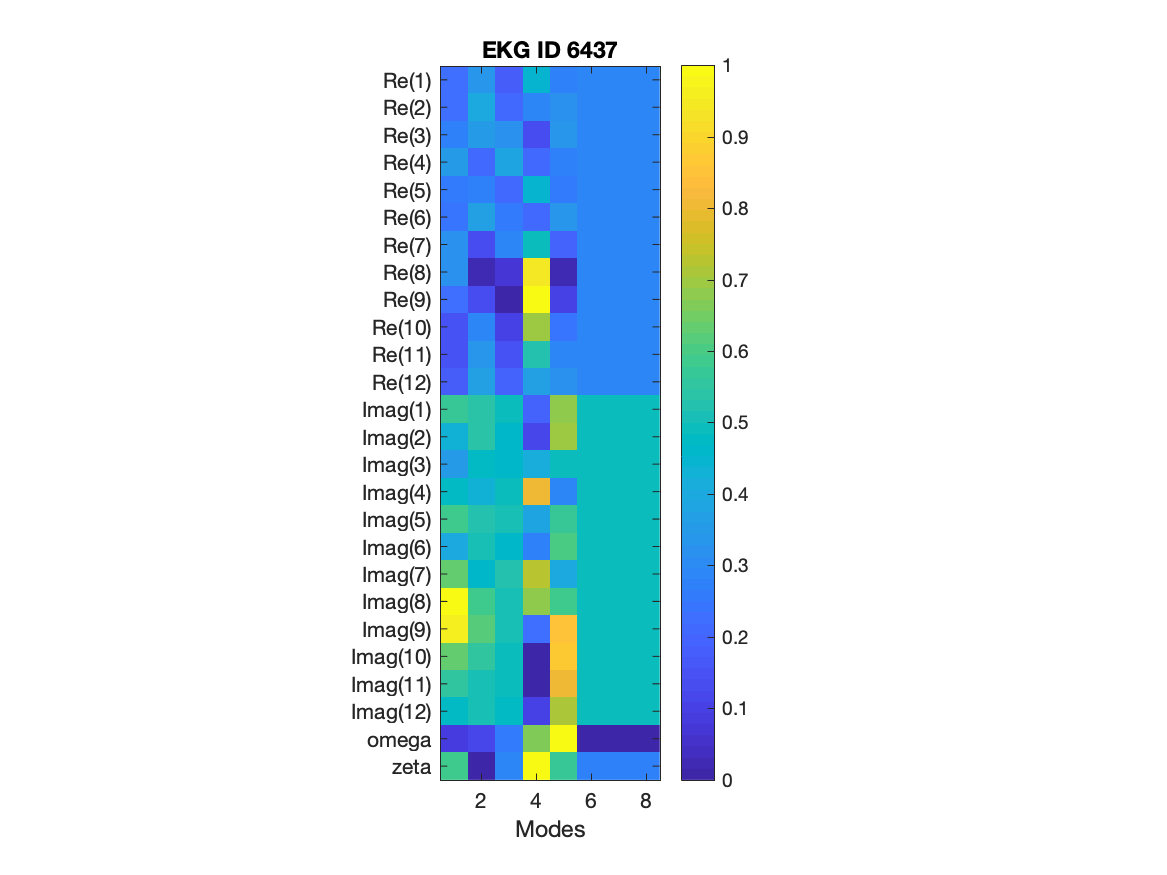 EKG ID 6437
Re(1)
Re(2)
Re(3)
Re(4)
Re(5)
Re(6)
Re(7)
Re(8)
Re(9)
Re(10)
Re(11)
Re(12)
Imag(1)
Imag(2)
Imag(3)
Imag(4)
Imag(5)
Imag(6)
Imag(7)
Imag(8)
Imag(9)
Imag(10)
Imag(11)
Imag(12)
omega
zeta
2 4 6 8
Modes
1
0.9
0.8
0.7
0.6
0.5
0.4
0.3
0.2
0.1
0